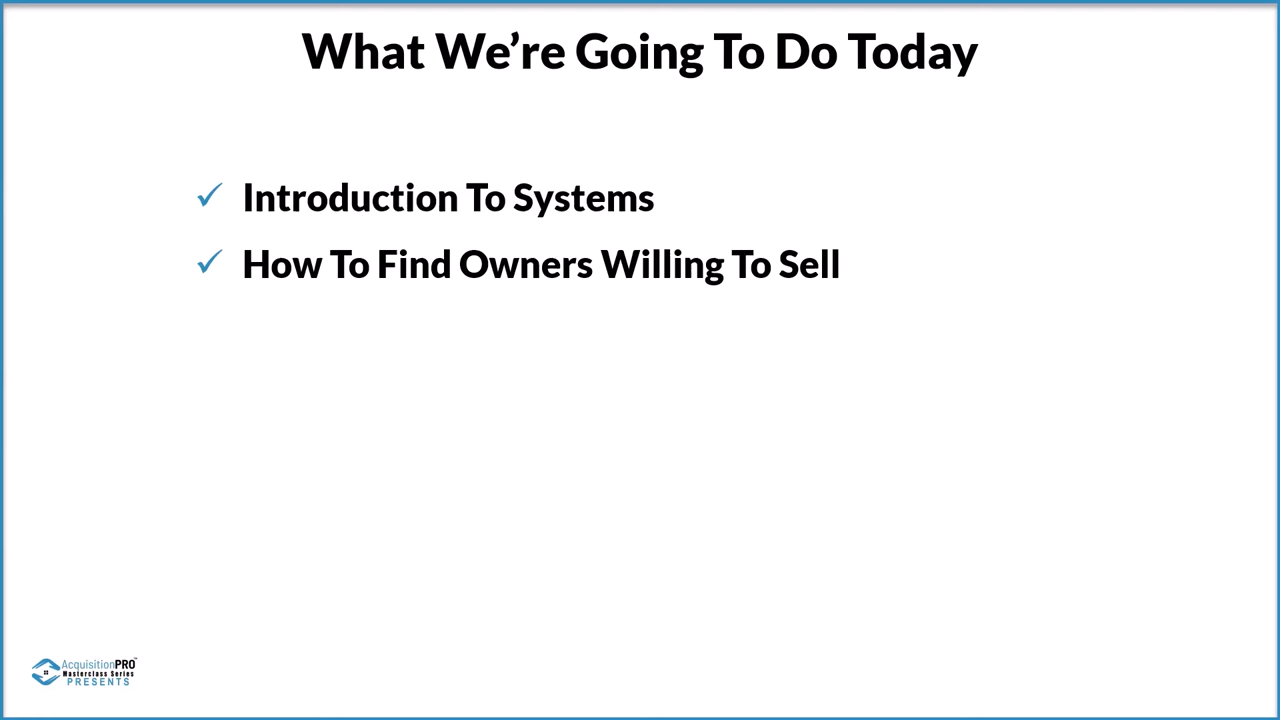 What We’re Going To Do Today
Introduction To Systems
How To Find Owners Willing To Sell
AcquisitionPRO™
Masterclass Series
PRESENTS